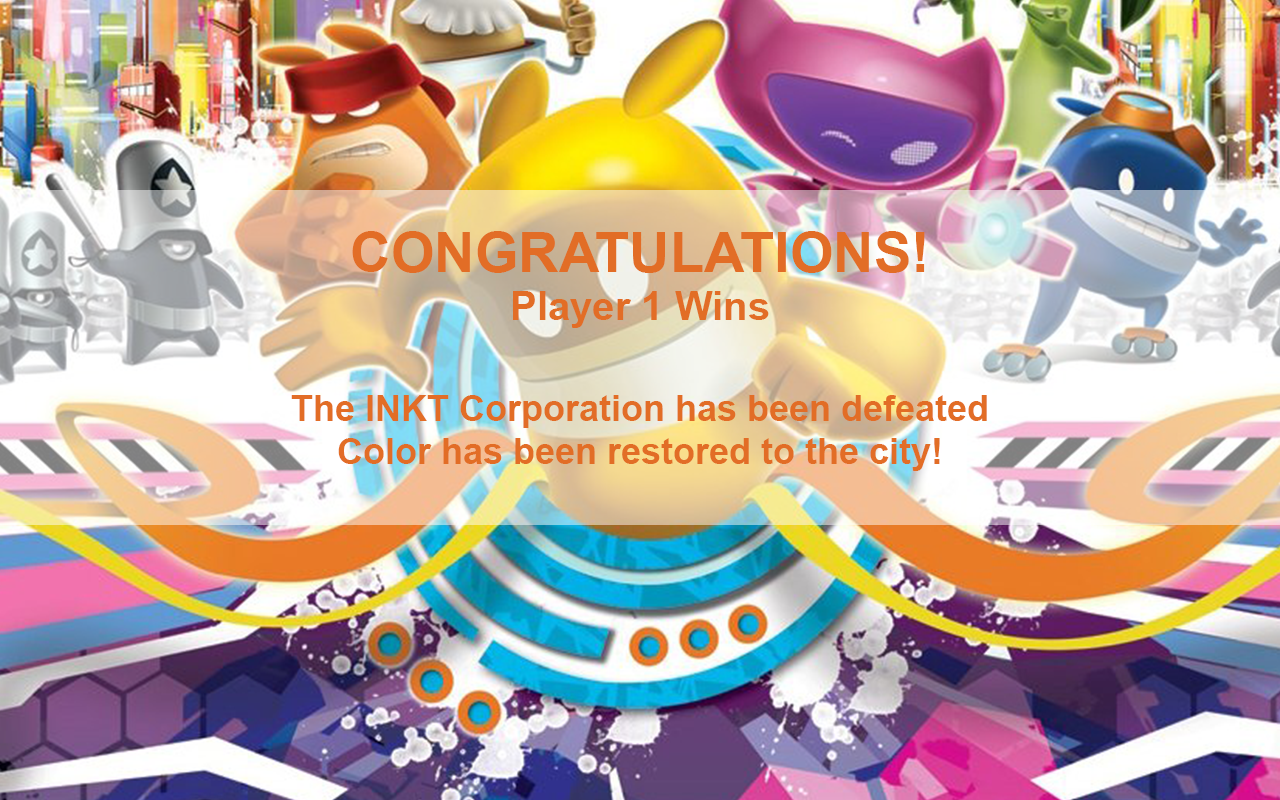 CONGRATULATIONS!
Player 1 Wins
The INKT Corporation has been defeated
Color has been restored to the city!